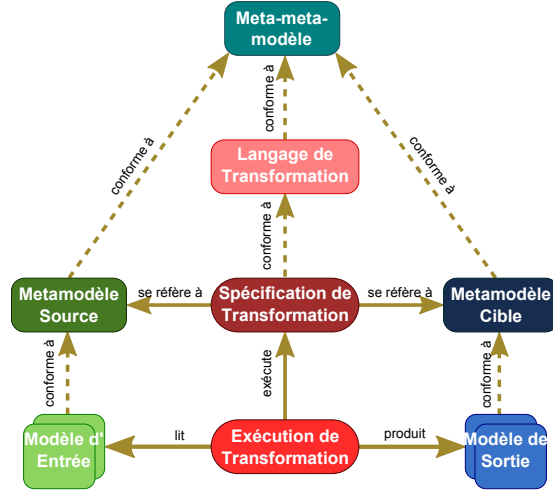 Meta-meta-
modèle
conforme à
conforme à
conforme à
Langage de
Transformation
conforme à
Metamodèle
Source
se réfère à
Spécification de
Transformation
se réfère à
Metamodèle
Cible
conforme à
exécute
conforme à
Modèle d'
Entrée
lit
Exécution de
Transformation
produit
Modèle de
Sortie